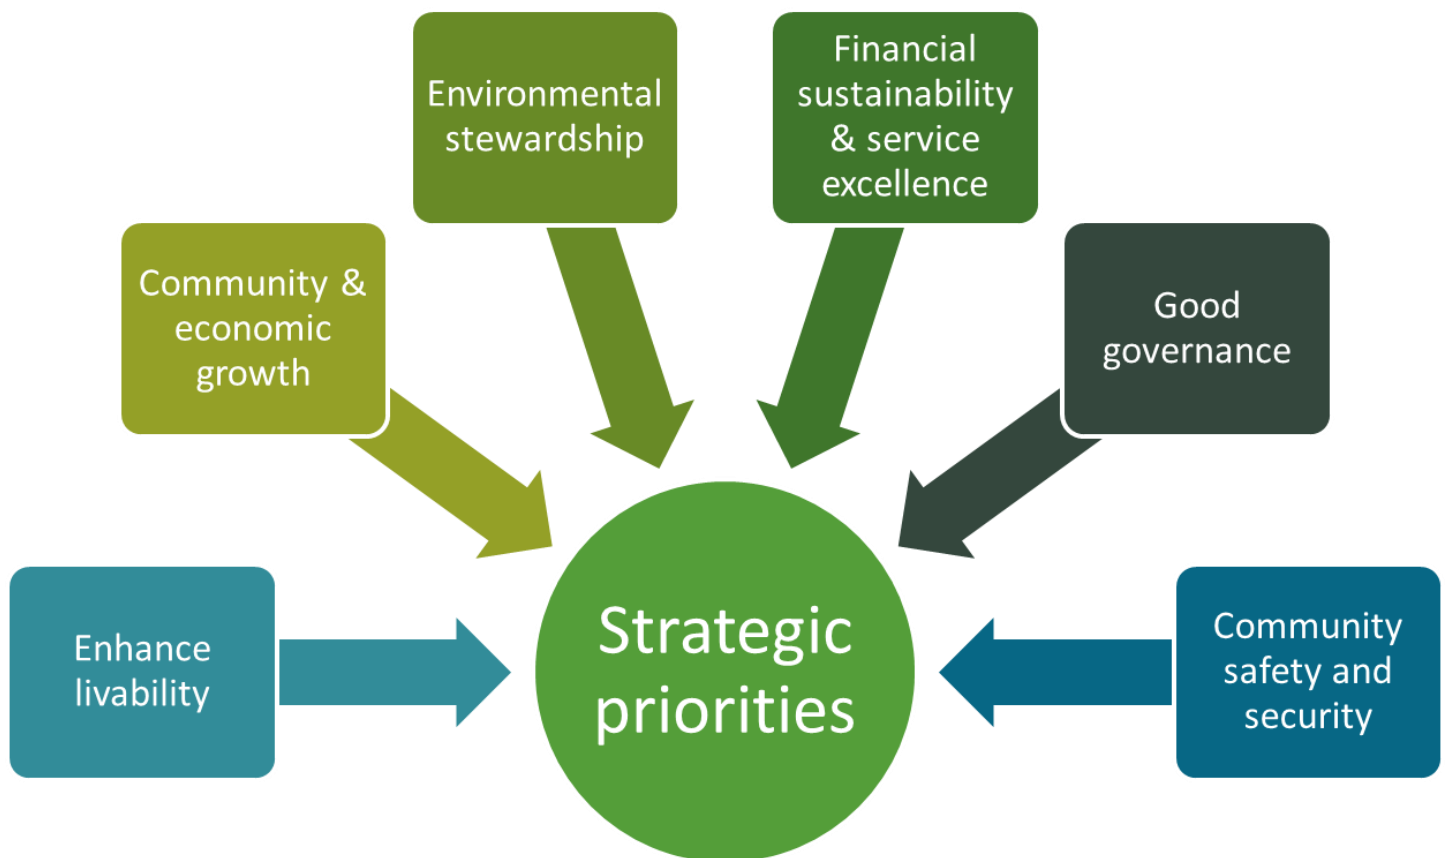 Environmental
stewardship
Financial
sustainability
& service
excellence
Community &
economic
growth
Good
governance
Enhance
livability
Strategic
priorities
Community
safety and
security